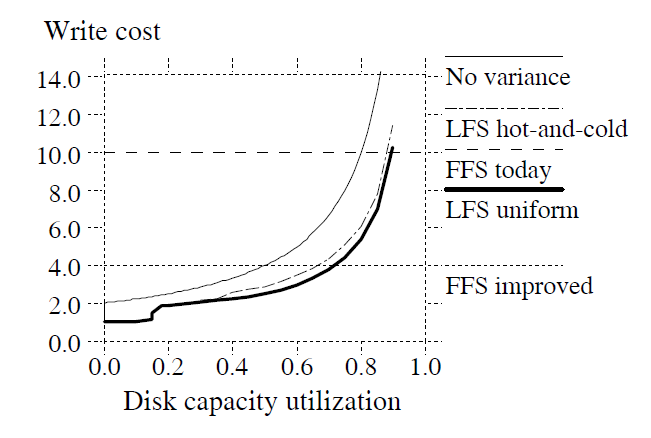 Write cost
14.0
12.0
10.0
8.0
6.0
4.0
2.0
0.0
0.0 0.2 0.4 0.6 0.8 1.0
Disk capacity utilization
No variance
LFS hot-and-cold
FFS today
LFS uniform
FFS improved